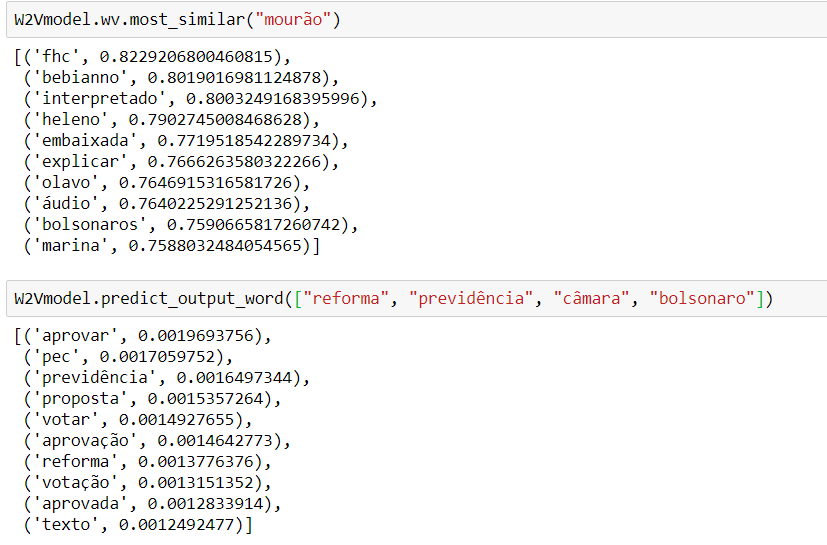 W2Vmodel.wv.most_similar("mourão")
[('fhc', 0.8229206800460815),
('bebianno', 0.8019016981124878),
('interpretado', 0.8003249168395996),
('heleno', 0.7902745008468628),
('embaixada', 0.7719518542289734),
('explicar', 0.7666263580322266),
('olavo', 0.7646915316581726),
('áudio', 0.7640225291252136),
('bolsonaros', 0.7590665817260742),
('marina', 0.7588032484054565)]
W2Vmodel.predict_output_word(["reforma", "previdência", "câmara", "bolsonaro"])
[('aprovar', 0.0019693756),
('pec', 0.0017059752),
('previdência', 0.0016497344),
('proposta', 0.0015357264),
('votar', 0.0014927655),
('aprovação', 0.0014642773),
('reforma', 0.0013776376),
('votação', 0.0013151352),
('aprovada', 0.0012833914),
('texto', 0.0012492477)]